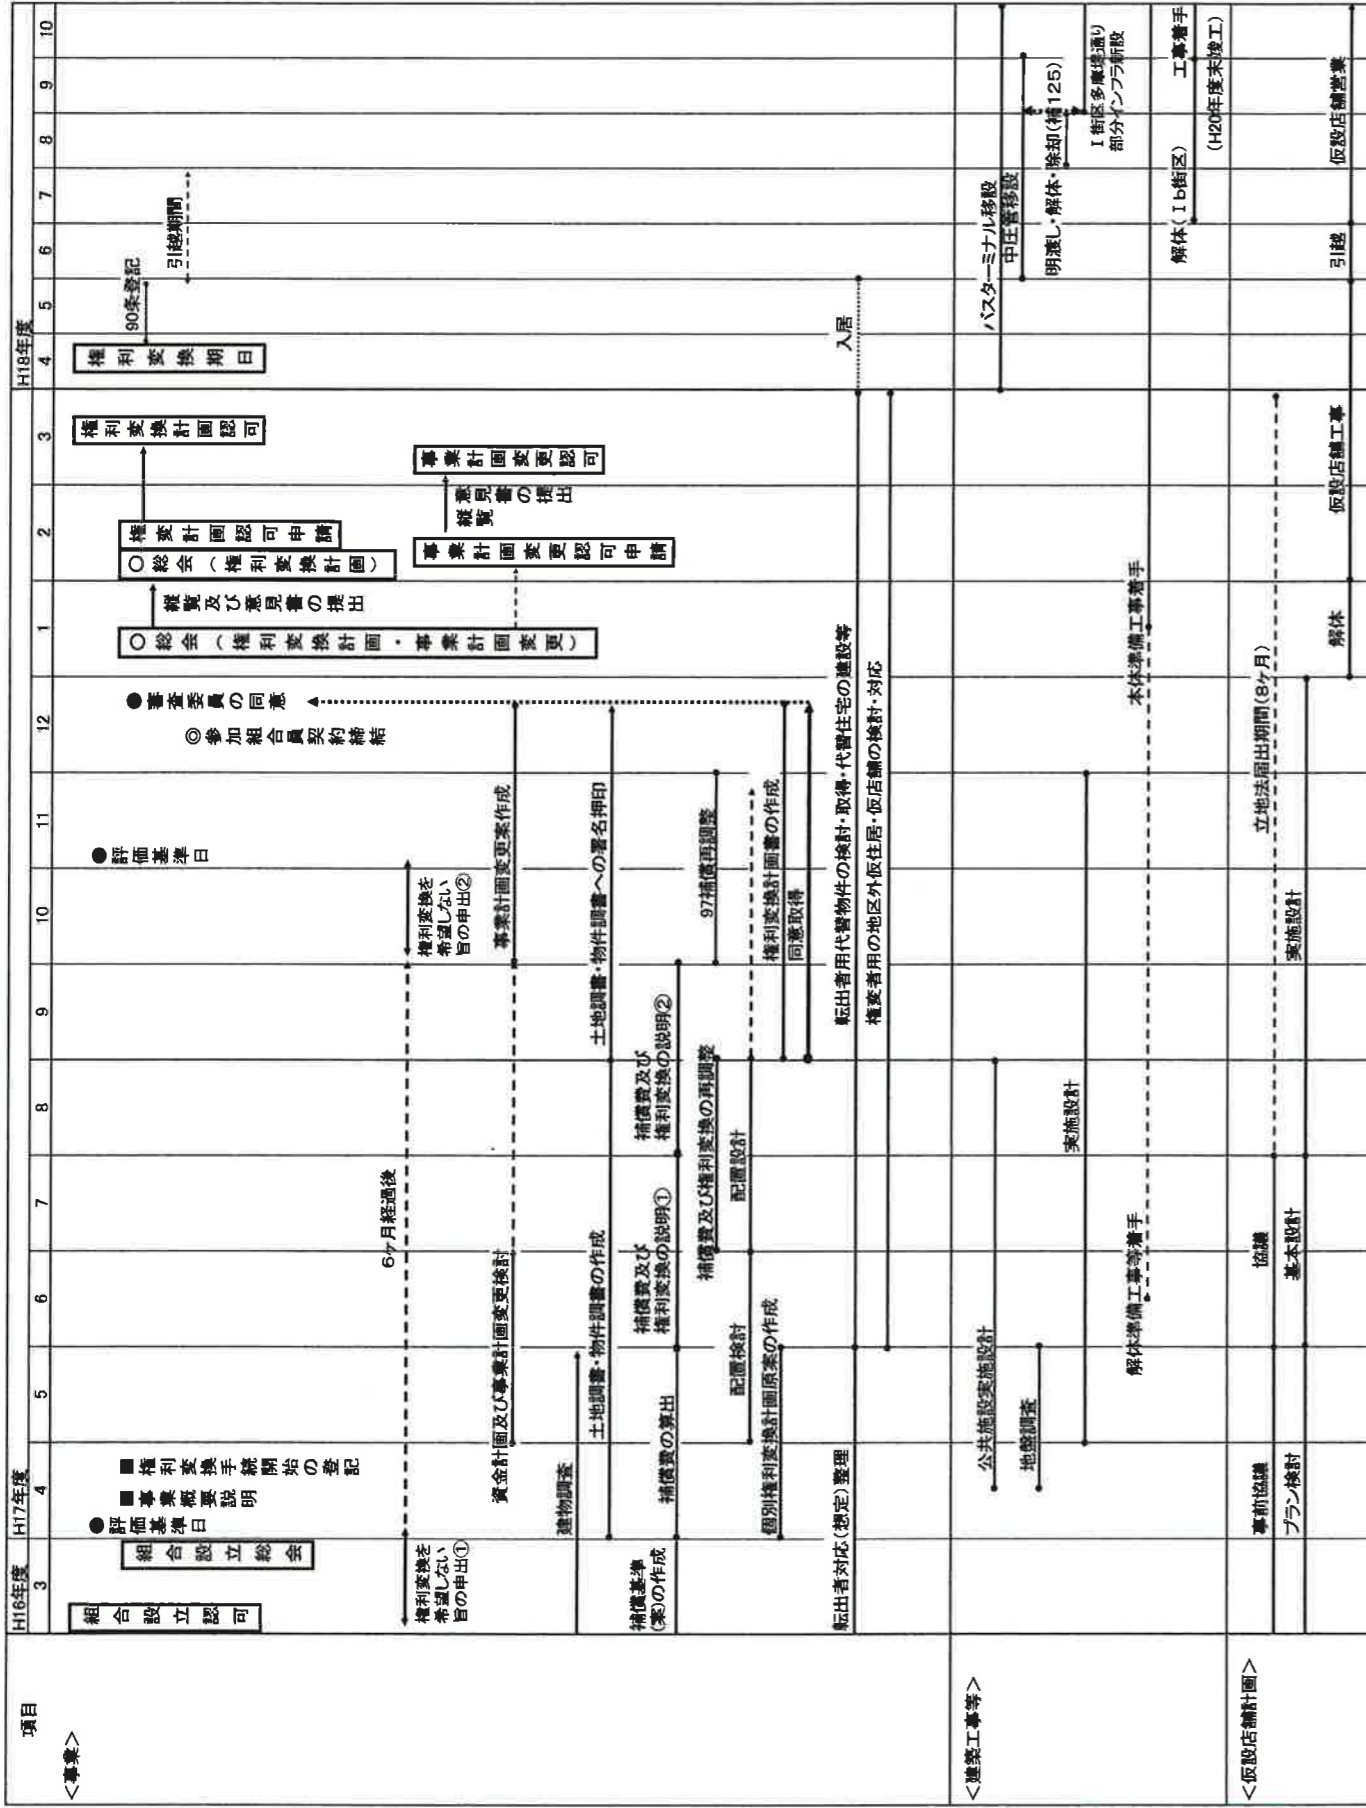 項目
H16年度
H17年度
H18年度
3
4
5
6
7
8
9
10
11
12
1
2
3
4
5
6
7
8
9
10
<事業>
組合設立認可
組合設立総会
●評価基準日
■事業概要説明
■権利変換手続開始の登記
●評価基準日
◎参加組合員契約締結
●審査委員の同意
○総会(権利変換計画・事業計画変更)
縦覧及び意見書の提出
○総会(権利変換計画)
権変計画認可申請
権利変換計画認可
権利変換期日
90条登記
引越期間
権利変換を
希望しない
旨の申出①
6ヶ月経過後
権利変換を
希望しない
旨の申出②
事業計画変更認可申請
縦覧
意見書の提出
事業計画変更認可
資金計画及び事業計画変更検討
事業計画変更案作成
建物調査
土地調書・物件調書の作成
土地調書・物件調書への署名押印
補償基準
(案)の作成
補償費の算出
補償費及び
権利変換の説明①
補償費及び
権利変換の説明②
補償費及び権利変換の再調整
97補償再調整
配置検討
配置設計
個別権利変換計画原案の作成
権利変換計画書の作成
同意取得
転出者対応(想定)整理
転出者用代替物件の検討・取得・代替住宅の建設等
入居
権変者用の地区外仮住居・仮店舗の検討・対応
<建築工事等>
公共施設実施設計
バスターミナル移設
地盤調査
中圧管移設
明渡し・解体・除却(補125)
実施設計
I街区多摩堤通り
部分インフラ新設
解体準備工事等着手
本体準備工事着手
解体(Ib街区)
工事着手
(H20年度末竣工)
<仮設店舗計画>
事前協議
協議
立地法届出期間(8ヶ月)
プラン検討
基本設計
実施設計
解体
仮設店舗工事
引越
仮設店舗営業